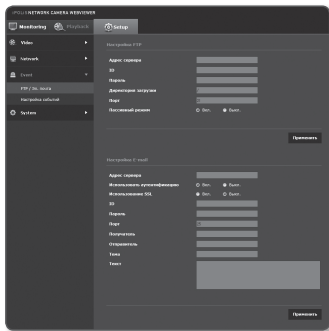 iPOLiS NETWORK CAMERA WEBVIEWER
Monitoring Playback Setup
Video
Network
Event
FTP / Эл. почта
Настройка событий
System
Настройка FTP
Адрес сервера
ID
Пароль
Директория загрузки
Порт
Пассивный режим Вкл. Выкл.
Применить
Настройка E-mail
Адрес сервера
Использовать аутентификацию Вкл. Выкл.
Использование SSL Вкл. Выкл.
ID
Пароль
Порт
Получатель
Отправитель
Тема
Текст
Применить